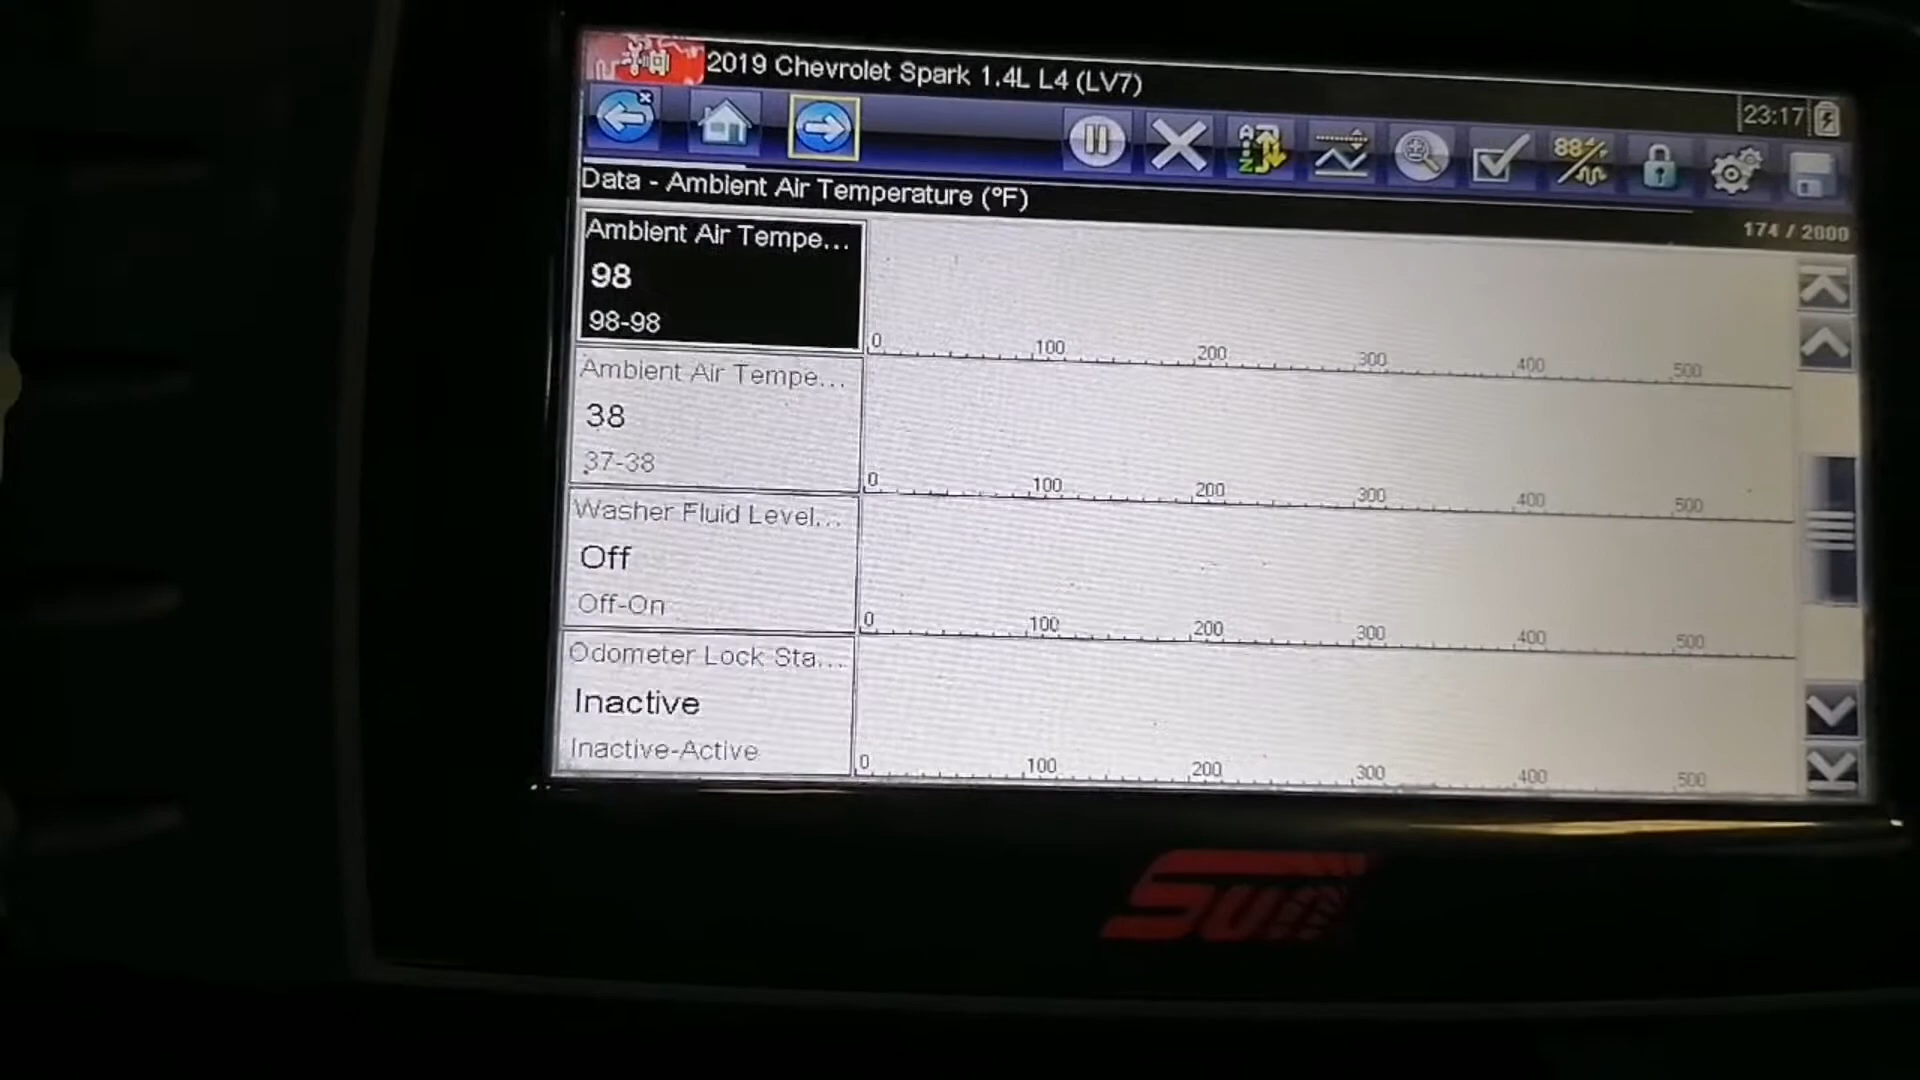 2019 Chevrolet Spark 1.4L L4 (LV7)
23:17
Data - Ambient Air Temperature (°F)
174 / 2000
Ambient Air Tempe...
98
98-98
0 100 200 300 400 500
Ambient Air Tempe...
38
37-38
0 100 200 300 400 500
Washer Fluid Level...
Off
Off-On
0 100 200 300 400 500
Odometer Lock Sta...
Inactive
Inactive-Active
0 100 200 300 400 500
Sun